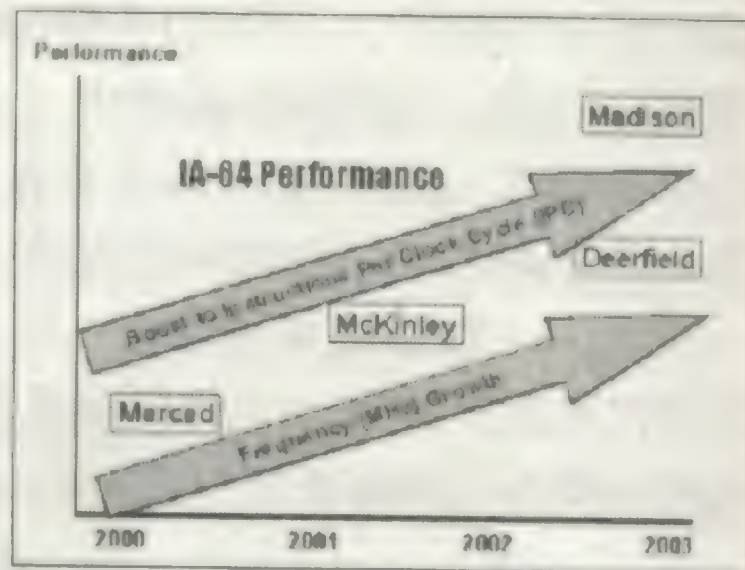 Performance
Madison
IA-64 Performance
Boost to Instructions Per Clock Cycle (IPC)
Deerfield
McKinley
Merced
Frequency (MHz) Growth
2000 2001 2002 2003